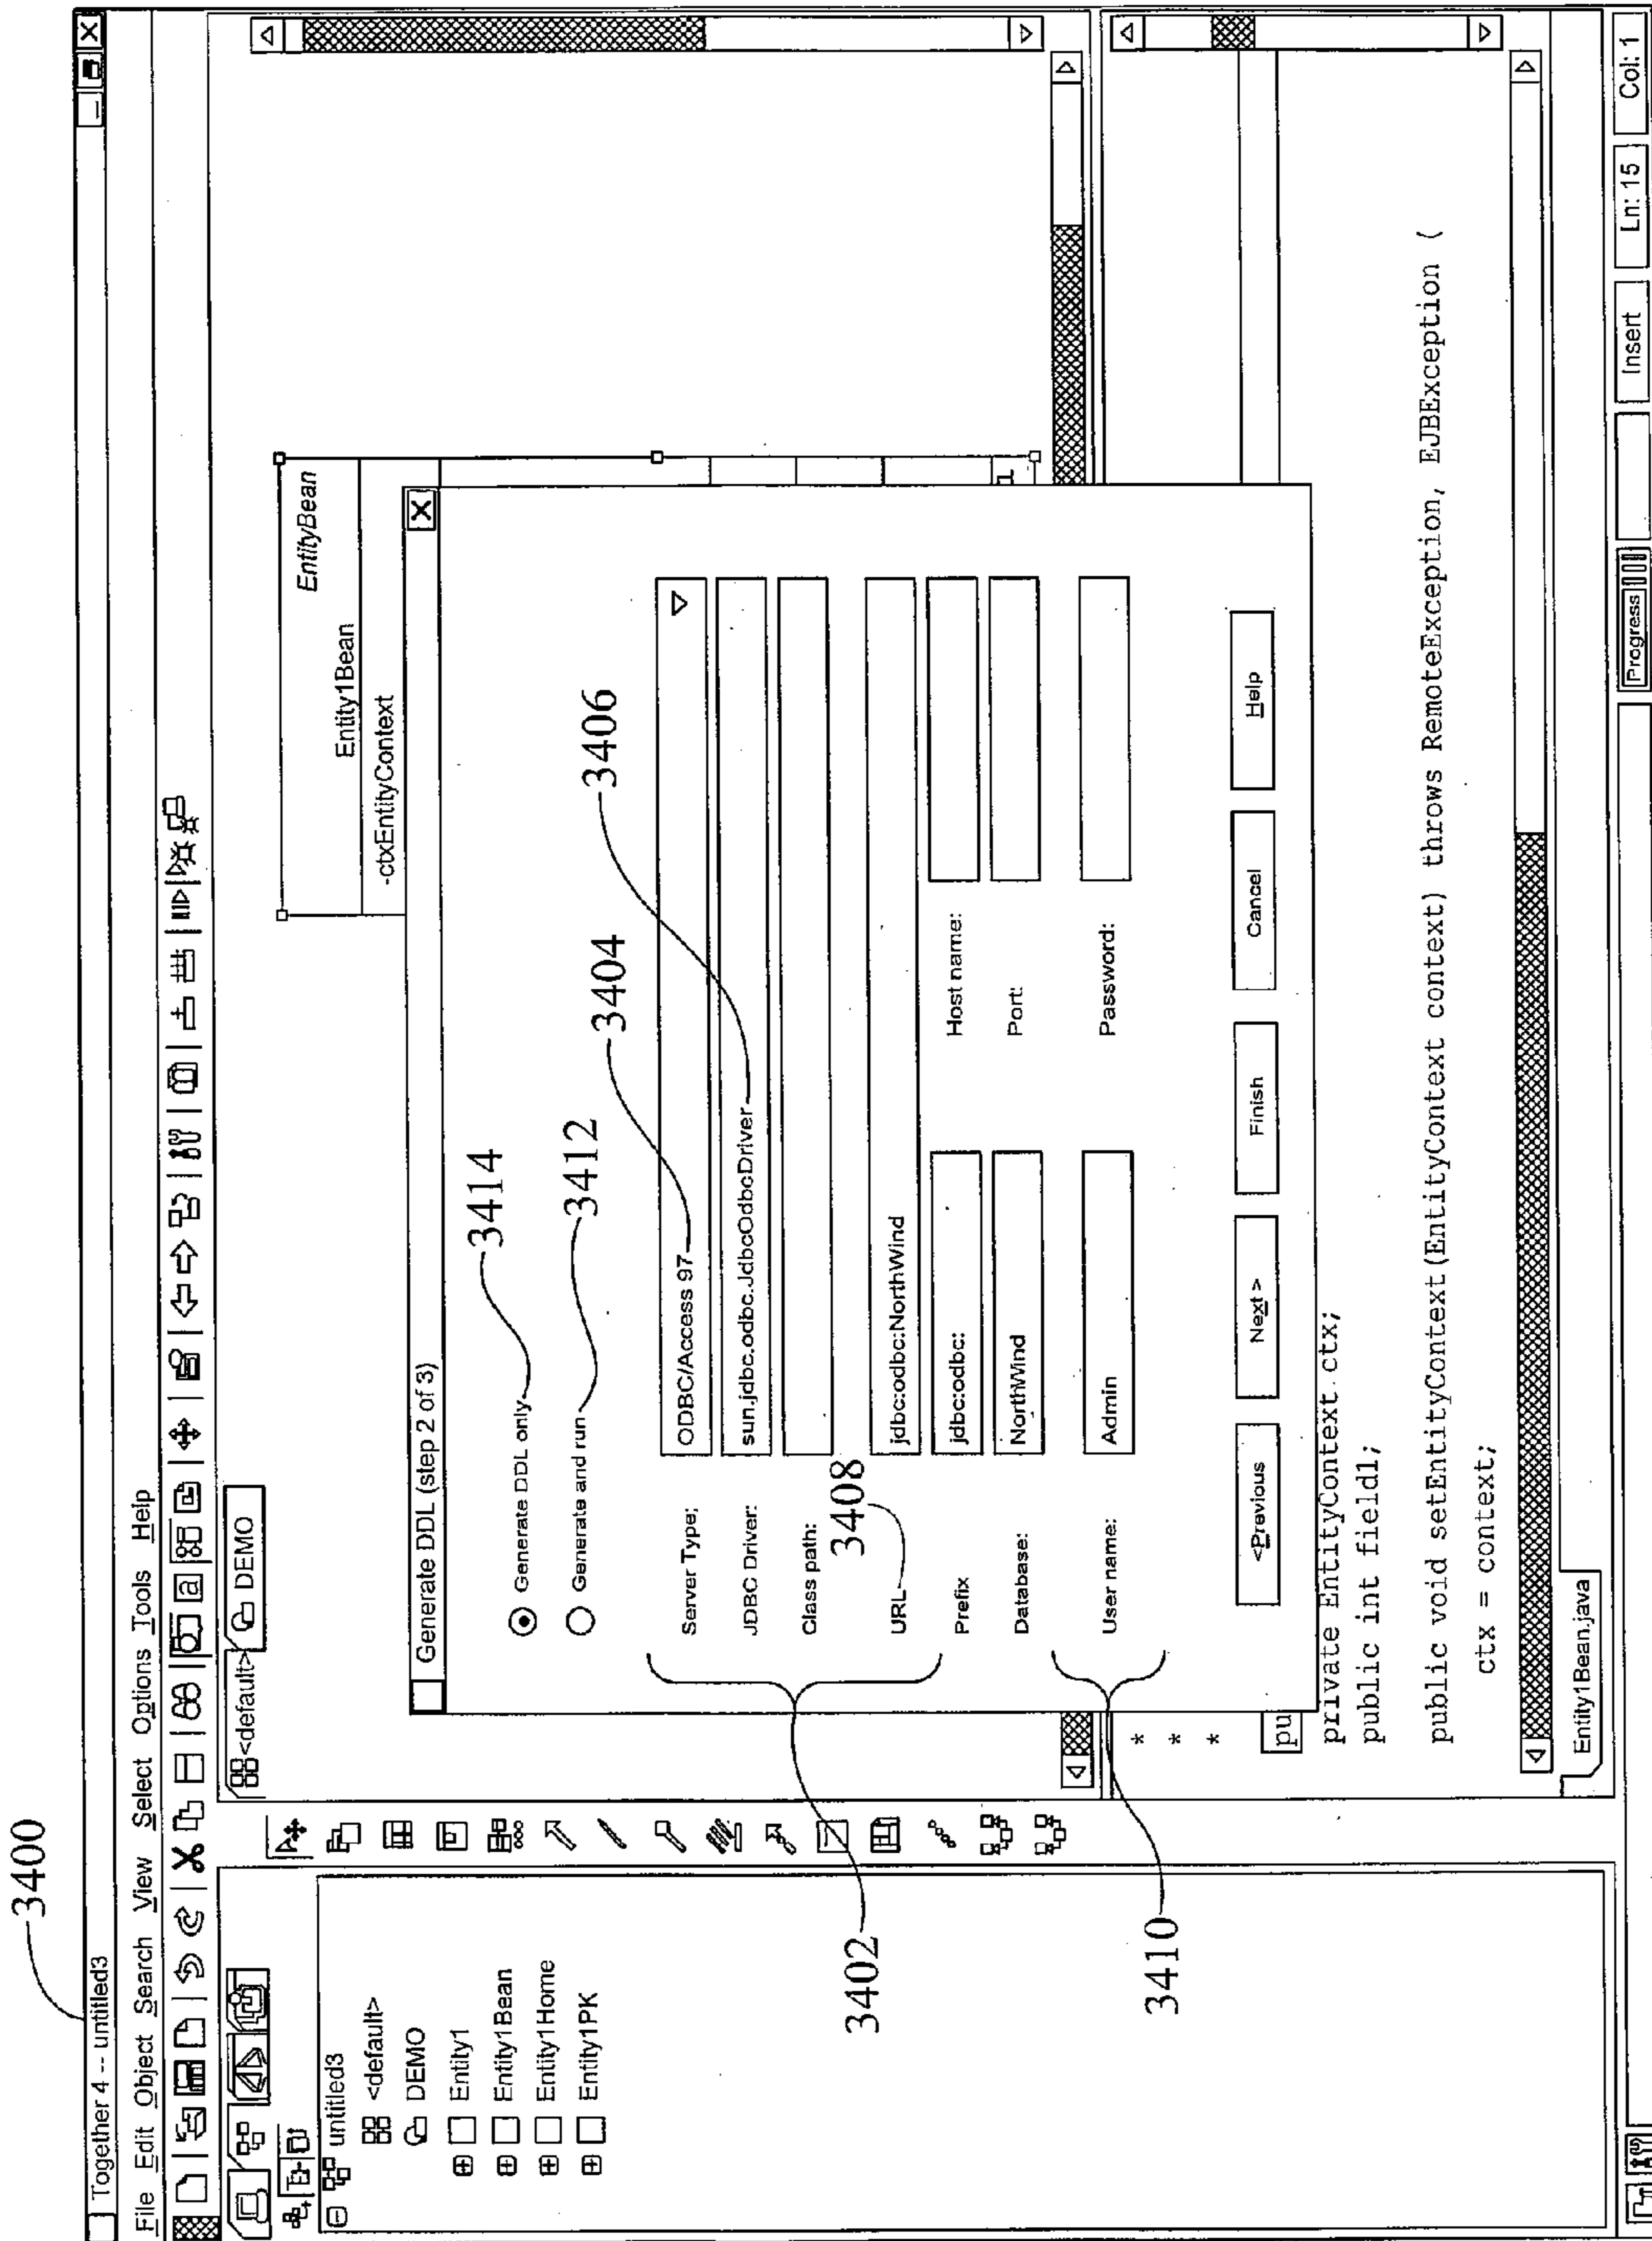 3400
Together 4 -- untitled3
File Edit Object Search View Select Options Tools Help
untitled3
<default>
DEMO
Entity1
Entity1Bean
Entity1Home
Entity1PK
<default>
DEMO
EntityBean
Entity1Bean
-ctxEntityContext
Generate DDL (step 2 of 3)
Generate DDL only
3414
Generate and run
3412
3404
3406
Server Type:
ODBC/Access 97
JDBC Driver:
sun.jdbc.odbc.JdbcOdbcDriver
Class path:
3408
URL
jdbc:odbc:NorthWind
Prefix
jdbc:odbc:
Host name:
Database:
NorthWind
Port:
User name:
Admin
Password:
<Previous
Next >
Finish
Cancel
Help
3402
3410
*
*
*
pu
private EntityContext ctx;
public int field1;
public void setEntityContext(EntityContext context) throws RemoteException, EJBException (
ctx = context;
Entity1Bean.java
Progress
Insert
Ln: 15
Col: 1